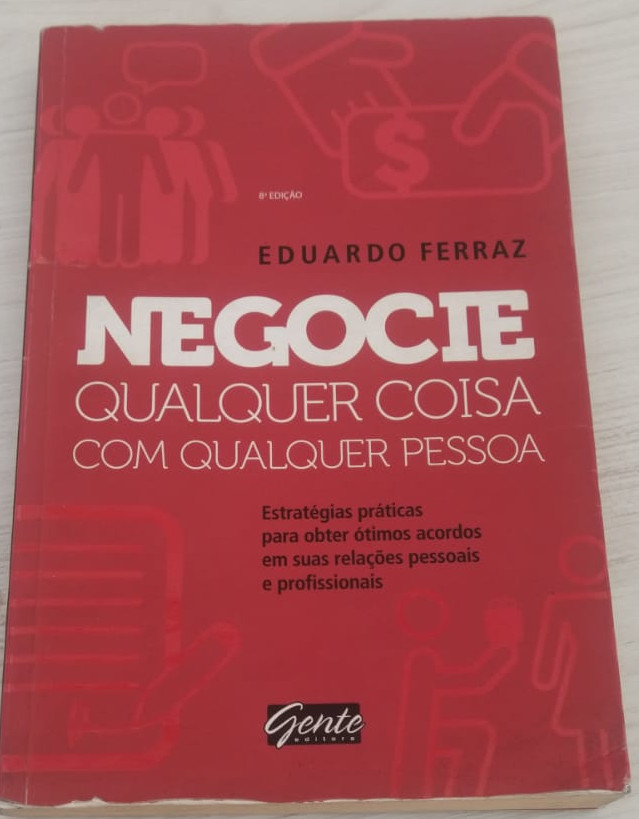 8ª EDIÇÃO
EDUARDO FERRAZ
NEGOCIE
QUALQUER COISA
COM QUALQUER PESSOA
Estratégias práticas
para obter ótimos acordos
em suas relações pessoais
e profissionais
Gente
editora
$